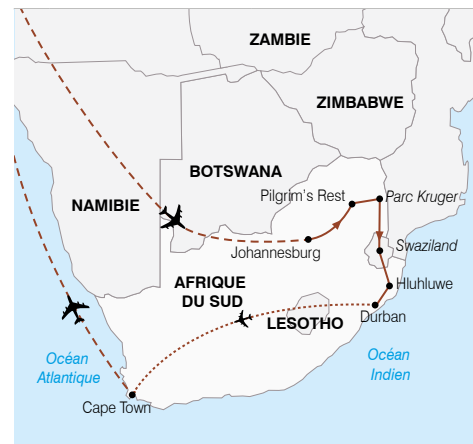 ZAMBIE
ZIMBABWE
BOTSWANA
NAMIBIE
Pilgrim's Rest
Parc Kruger
Johannesburg
Swaziland
AFRIQUE
DU SUD
Hluhluwe
LESOTHO
Durban
Océan
Atlantique
Océan
Indien
Cape Town